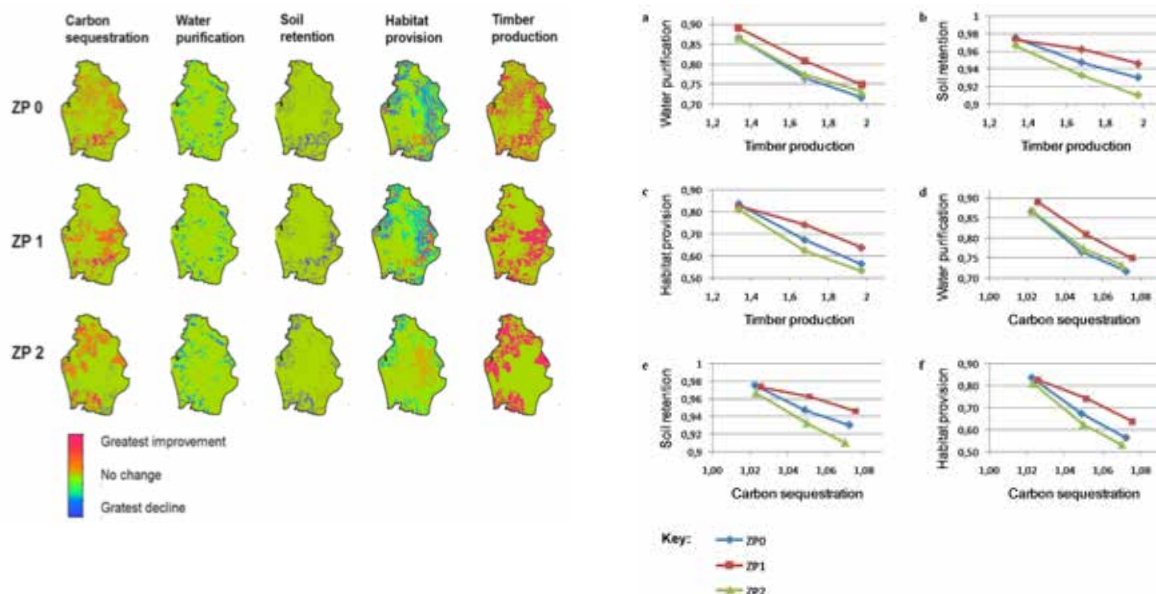 Carbon sequestration
Water purification
Soil retention
Habitat provision
Timber production
ZP 0
ZP 1
ZP 2
Greatest improvement
No change
Gratest decline
a
Water purification
0,90
0,85
0,80
0,75
0,70
1,2 1,4 1,6 1,8 2
Timber production
b
Soil retention
1
0,98
0,96
0,94
0,92
0,9
1,2 1,4 1,6 1,8 2
Timber production
c
Habitat provision
0,90
0,80
0,70
0,60
0,50
1,2 1,4 1,6 1,8 2
Timber production
d
Water purification
0,90
0,85
0,80
0,75
0,70
1,00 1,02 1,04 1,06 1,08
Carbon sequestration
e
Soil retention
1
0,98
0,96
0,94
0,92
0,9
1,00 1,02 1,04 1,06 1,08
Carbon sequestration
f
Habitat provision
0,90
0,80
0,70
0,60
0,50
1,00 1,02 1,04 1,06 1,08
Carbon sequestration
Key:
ZP0
ZP1
ZP2